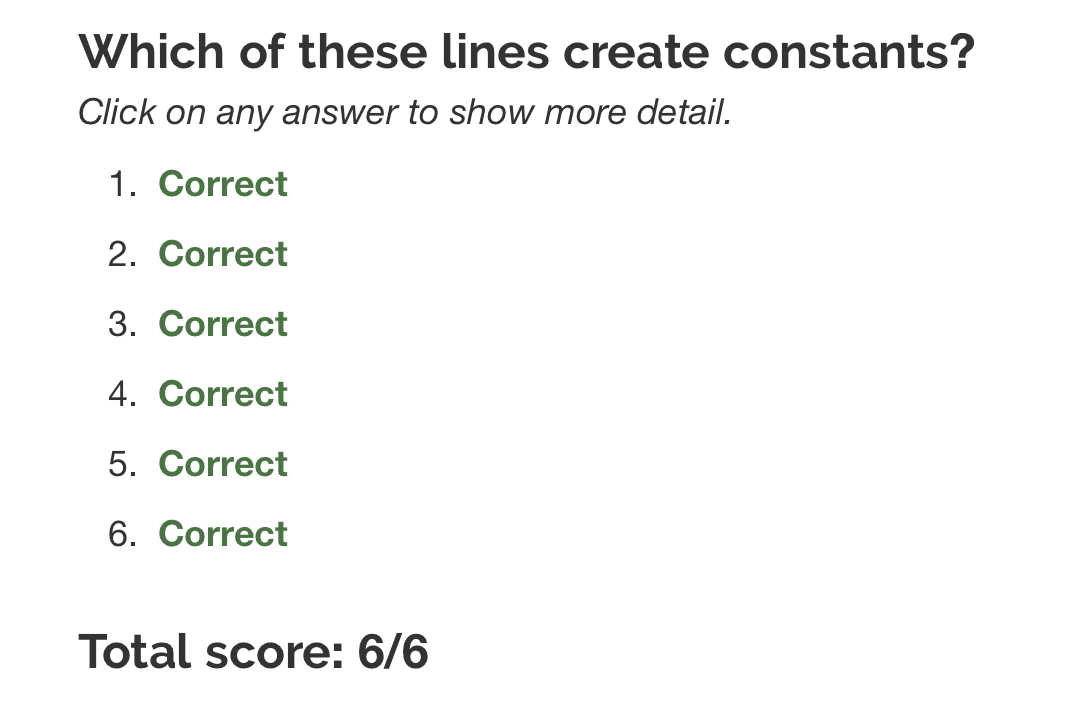 Which of these lines create constants?
Click on any answer to show more detail.
1. Correct
2. Correct
3. Correct
4. Correct
5. Correct
6. Correct
Total score: 6/6